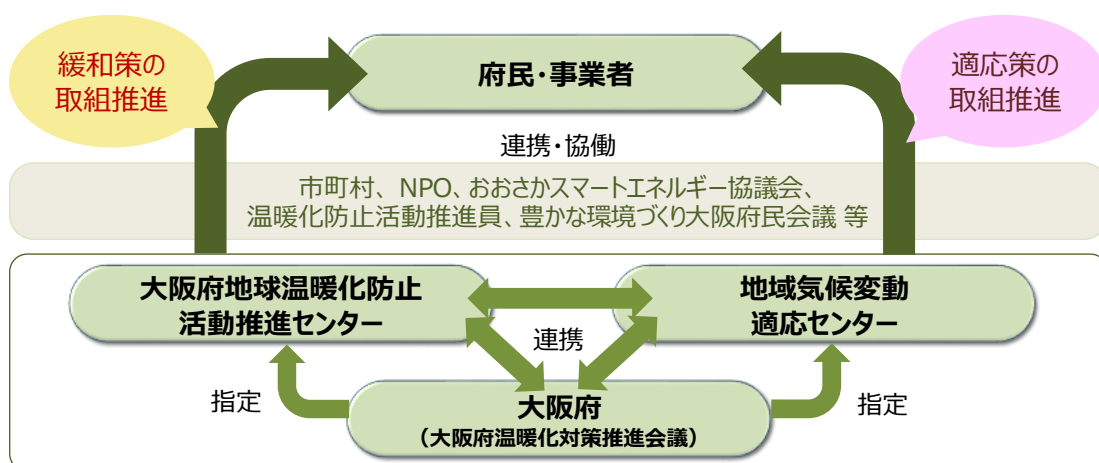 緩和策の
取組推進
府民・事業者
適応策の
取組推進
連携・協働
市町村、 NPO、おおさかスマートエネルギー協議会、
温暖化防止活動推進員、豊かな環境づくり大阪府民会議 等
大阪府地球温暖化防止
活動推進センター
地域気候変動
適応センター
連携
指定
指定
大阪府
（大阪府温暖化対策推進会議）